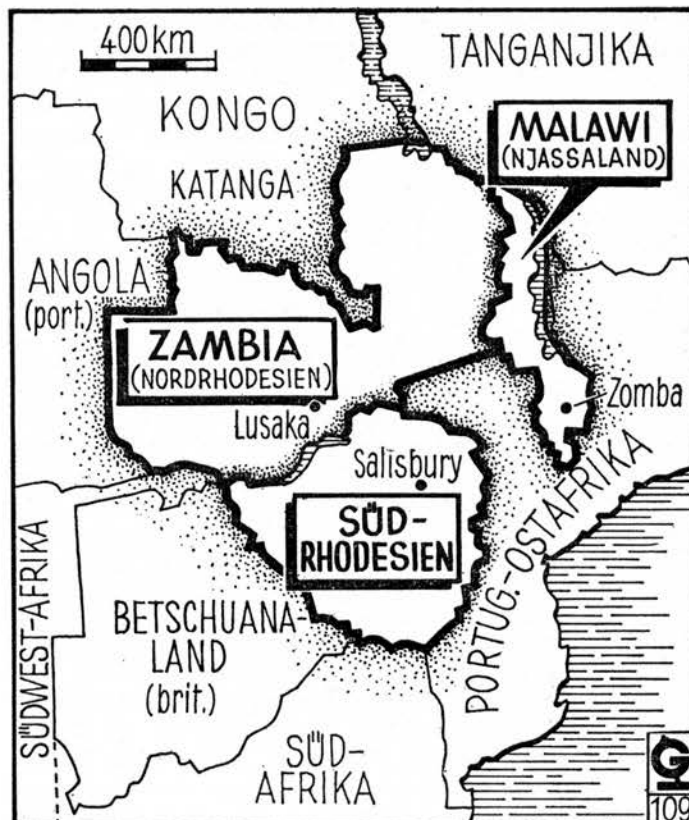 400km
TANGANJIKA
KONGO
MALAWI
(NJASSALAND)
KATANGA
ANGOLA
(port.)
ZAMBIA
(NORDRHODESIEN)
Lusaka
Zomba
Salisbury
SÜD-
RHODESIEN
PORTUG.-OSTAFRIKA
BETSCHUANA-
LAND
(brit.)
SÜDWEST-AFRIKA
SÜD-
AFRIKA
G
109